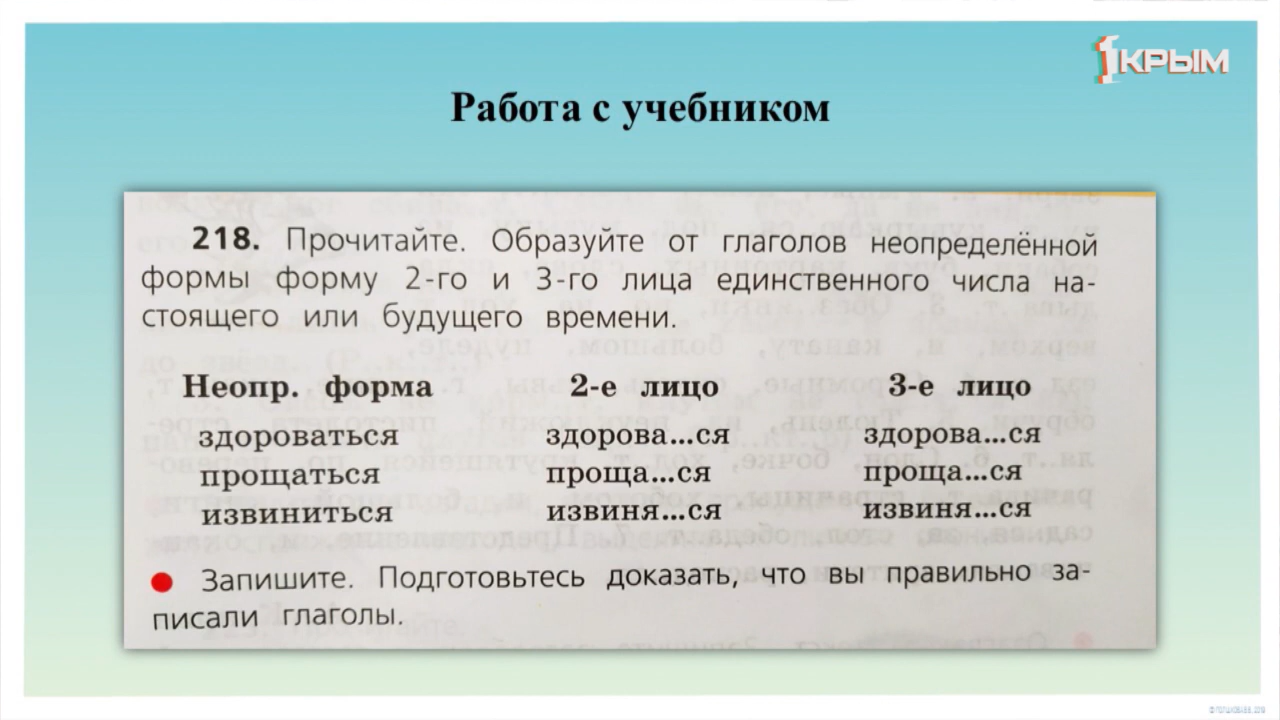 1КРЫМ
Работа с учебником
218. Прочитайте. Образуйте от глаголов неопределённой
формы форму 2-го и 3-го лица единственного числа на-
стоящего или будущего времени.
Неопр. форма 2-е лицо 3-е лицо
здороваться здорова...ся здорова...ся
прощаться проща...ся проща...ся
извиниться извиня...ся извиня...ся
Запишите. Подготовьтесь доказать, что вы правильно за-
писали глаголы.